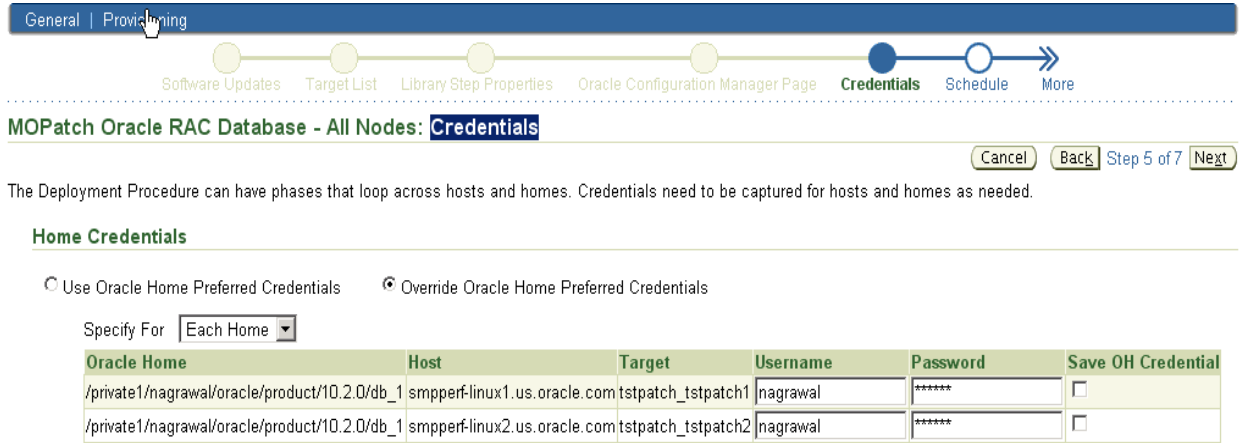 General | Provisioning
Software Updates Target List Library Step Properties Oracle Configuration Manager Page Credentials Schedule More
MOPatch Oracle RAC Database - All Nodes: Credentials
Cancel Back Step 5 of 7 Next
The Deployment Procedure can have phases that loop across hosts and homes. Credentials need to be captured for hosts and homes as needed.
Home Credentials
Use Oracle Home Preferred Credentials Override Oracle Home Preferred Credentials
Specify For Each Home
Oracle Home Host Target Username Password Save OH Credential
/private1/nagrawal/oracle/product/10.2.0/db_1 smpperf-linux1.us.oracle.com tstpatch_tstpatch1 nagrawal ******
/private1/nagrawal/oracle/product/10.2.0/db_1 smpperf-linux2.us.oracle.com tstpatch_tstpatch2 nagrawal ******